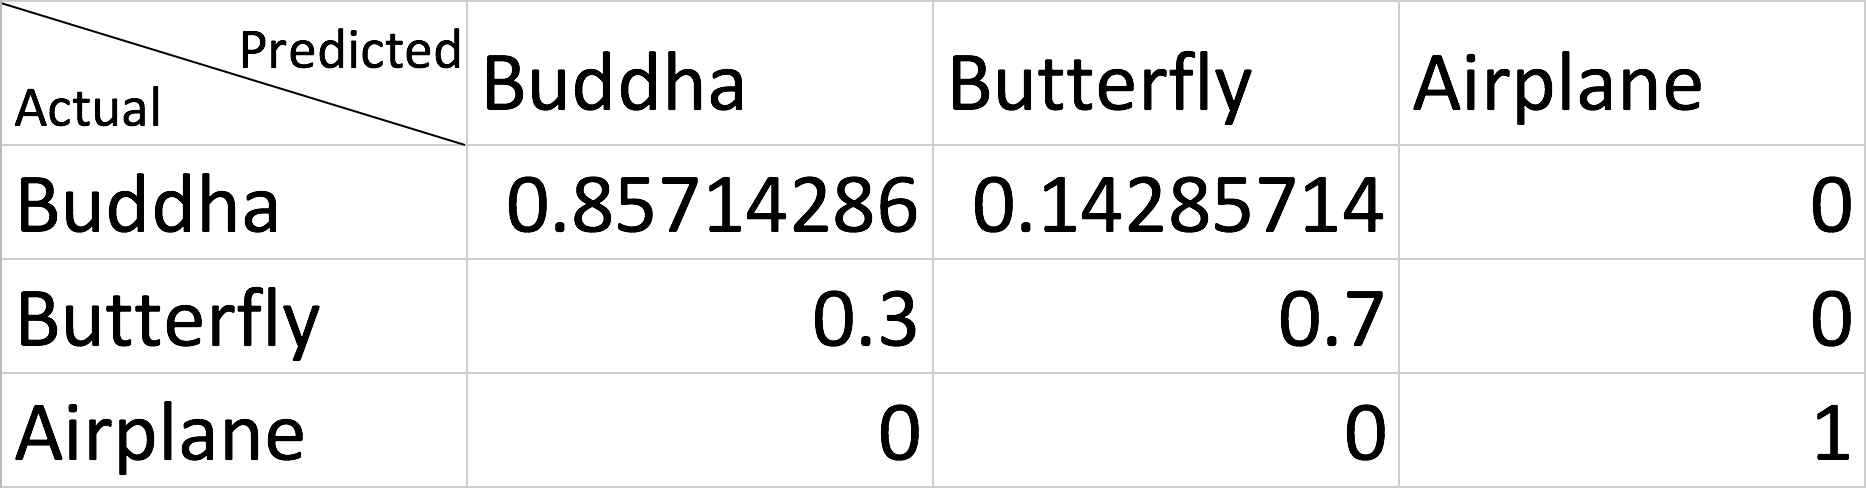 Predicted
Actual
Buddha Butterfly Airplane
Buddha 0.85714286 0.14285714 0
Butterfly 0.3 0.7 0
Airplane 0 0 1